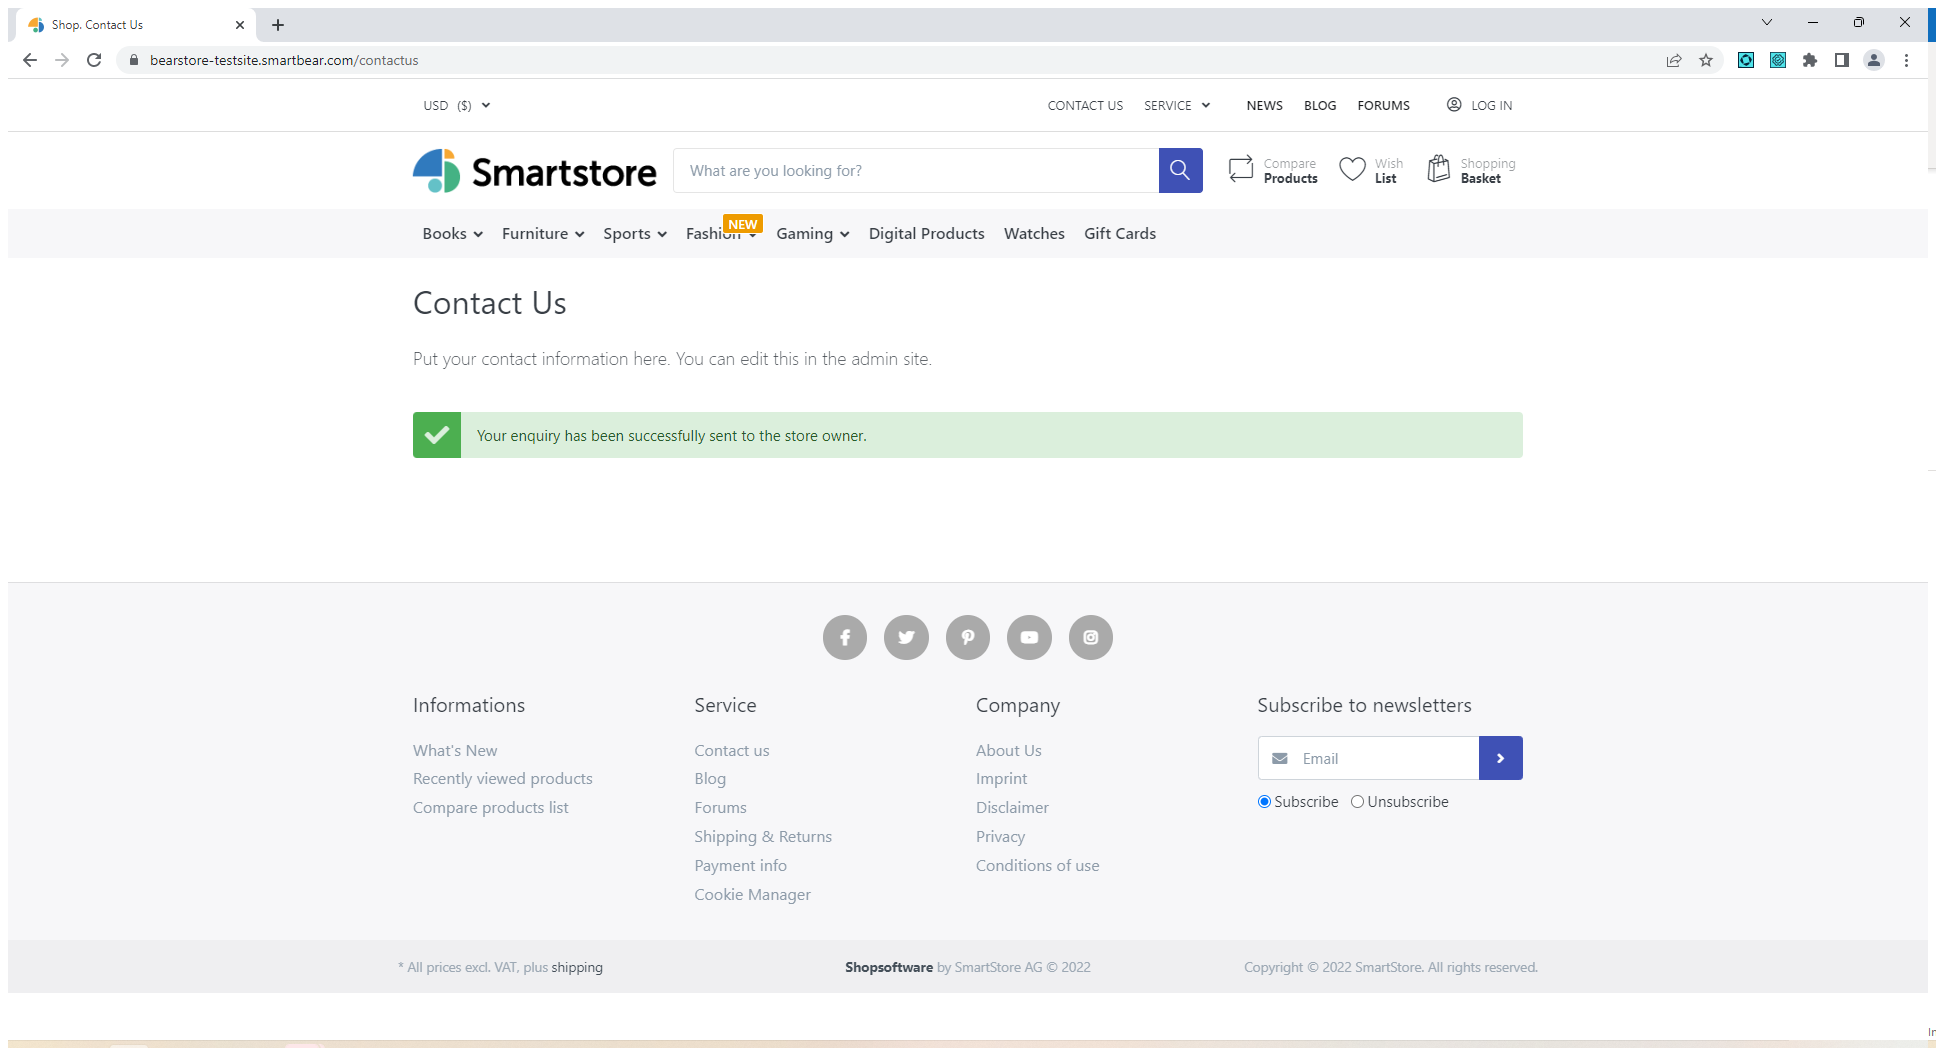 Shop. Contact Us
bearstore-testsite.smartbear.com/contactus
USD ($)
CONTACT US SERVICE NEWS BLOG FORUMS LOG IN
Smartstore
What are you looking for?
Compare Products
Wish List
Shopping Basket
NEW
Books Furniture Sports Fashion Gaming Digital Products Watches Gift Cards
Contact Us
Put your contact information here. You can edit this in the admin site.
Your enquiry has been successfully sent to the store owner.
Informations
What's New
Recently viewed products
Compare products list
Service
Contact us
Blog
Forums
Shipping & Returns
Payment info
Cookie Manager
Company
About Us
Imprint
Disclaimer
Privacy
Conditions of use
Subscribe to newsletters
Email
Subscribe Unsubscribe
* All prices excl. VAT, plus shipping
Shopsoftware by SmartStore AG © 2022
Copyright © 2022 SmartStore. All rights reserved.